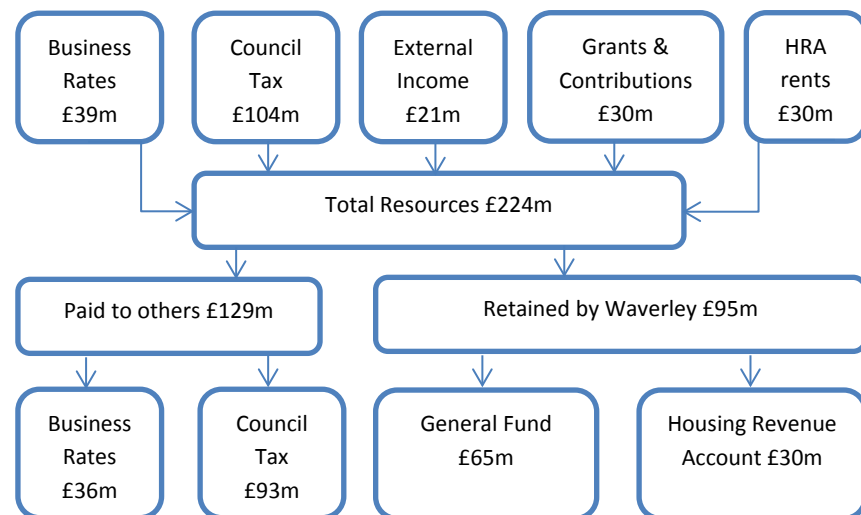 Business
Rates
£39m
Council
Tax
£104m
External
Income
£21m
Grants &
Contributions
£30m
HRA
rents
£30m
Total Resources £224m
Paid to others £129m
Retained by Waverley £95m
Business
Rates
£36m
Council
Tax
£93m
General Fund
£65m
Housing Revenue
Account £30m